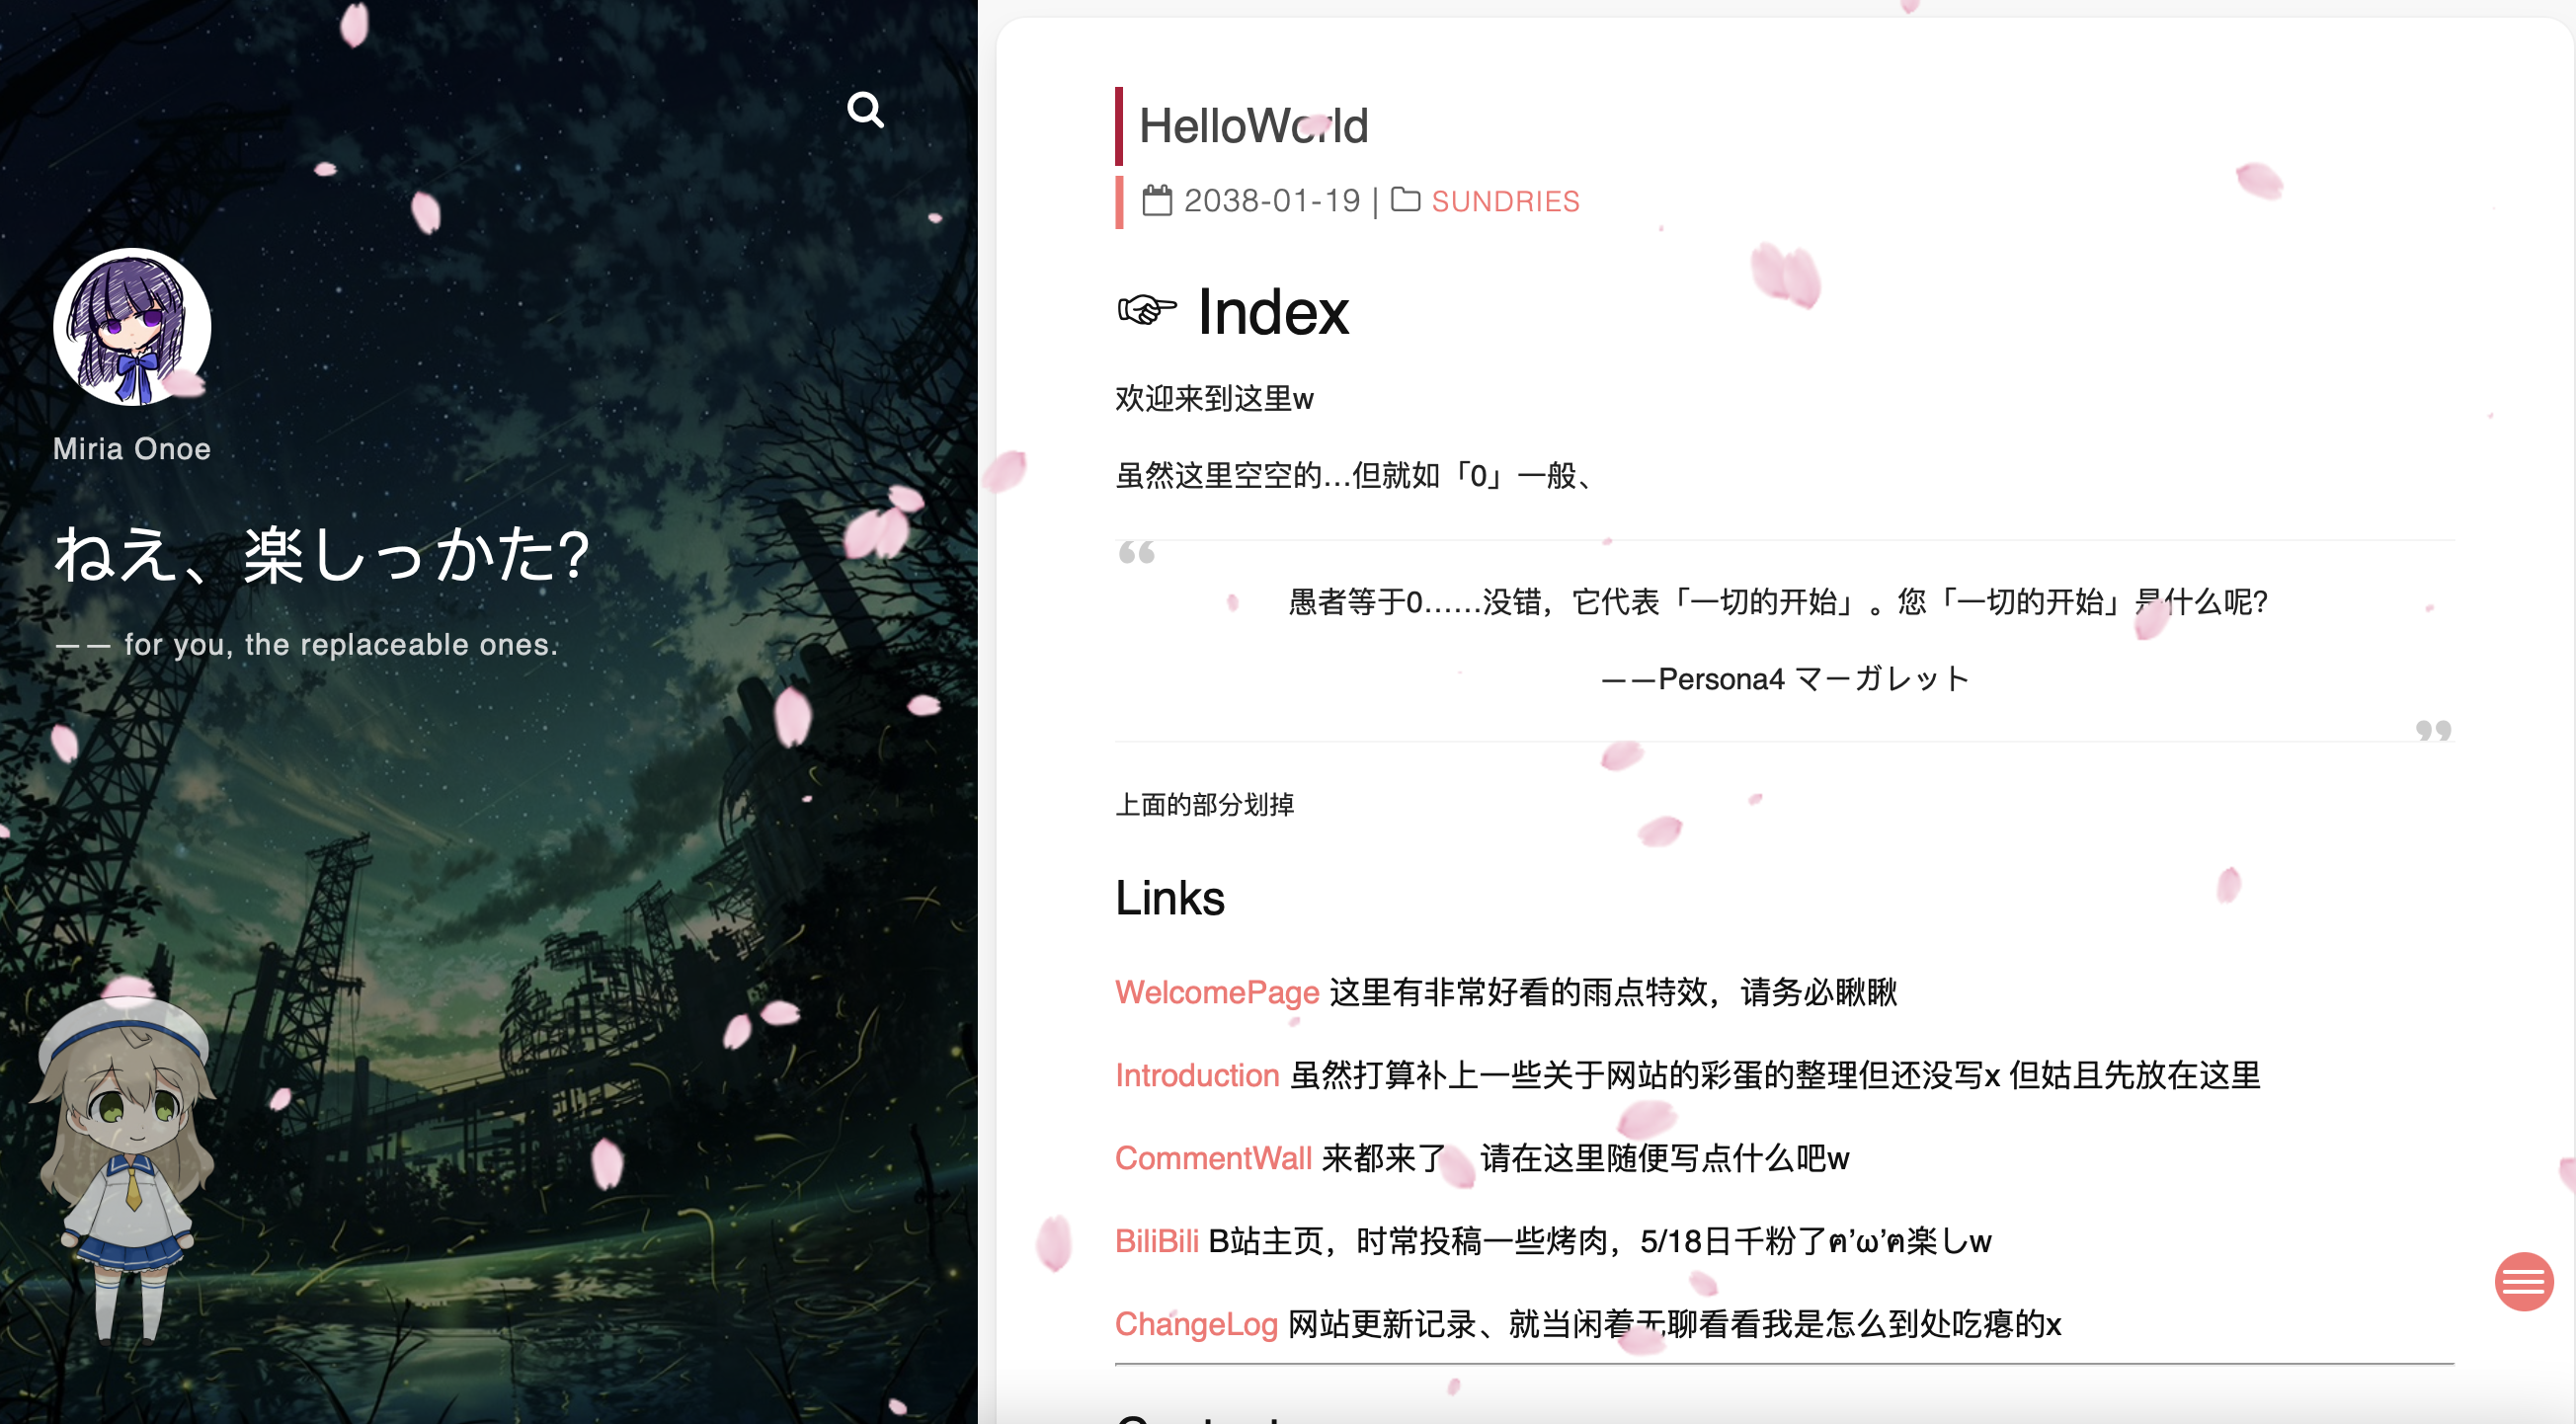 Miria Onoe
ねえ、楽しっかた?
—— for you, the replaceable ones.
HelloWorld
2038-01-19 | SUNDRIES
☞ Index
欢迎来到这里w
虽然这里空空的...但就如「0」一般、
“
愚者等于0……没错，它代表「一切的开始」。您「一切的开始」是什么呢?
——Persona4 マーガレット
”
上面的部分划掉
Links
WelcomePage 这里有非常好看的雨点特效，请务必瞅瞅
Introduction 虽然打算补上一些关于网站的彩蛋的整理但还没写x 但姑且先放在这里
CommentWall 来都来了 请在这里随便写点什么吧w
BiliBili B站主页，时常投稿一些烤肉，5/18日千粉了ฅ’ω’ฅ楽しw
ChangeLog 网站更新记录、就当闲着无聊看看我是怎么到处吃瘪的x